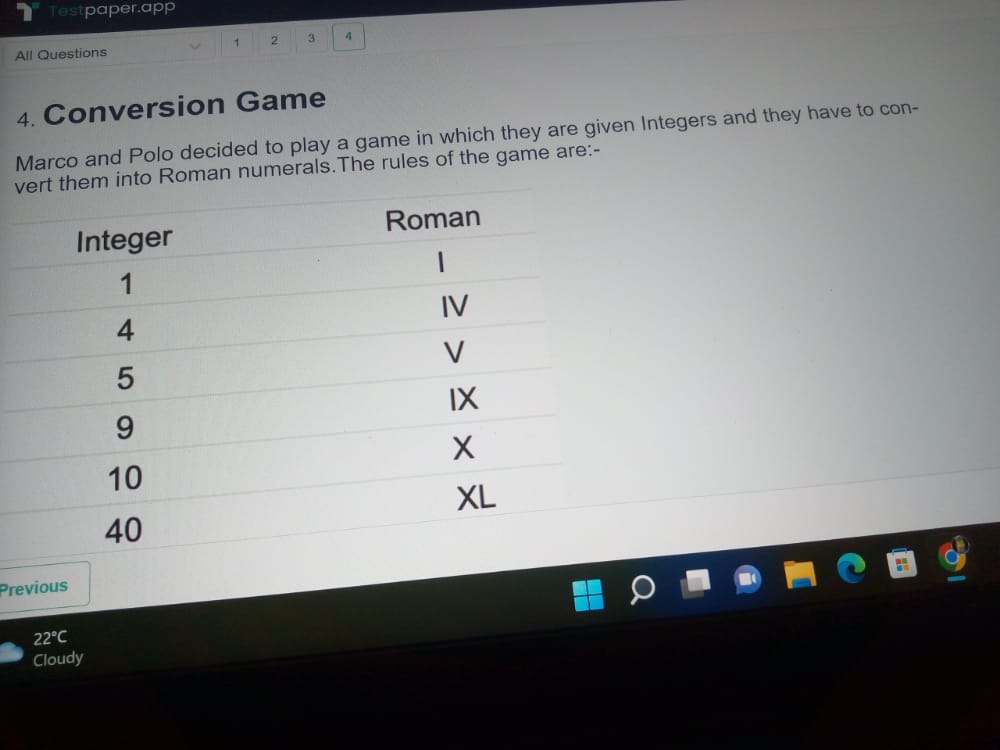 Testpaper.app
All Questions 1 2 3 4
4. Conversion Game
Marco and Polo decided to play a game in which they are given Integers and they have to con-
vert them into Roman numerals.The rules of the game are:-
Integer Roman
1 I
4 IV
5 V
9 IX
10 X
40 XL
Previous
22°C
Cloudy